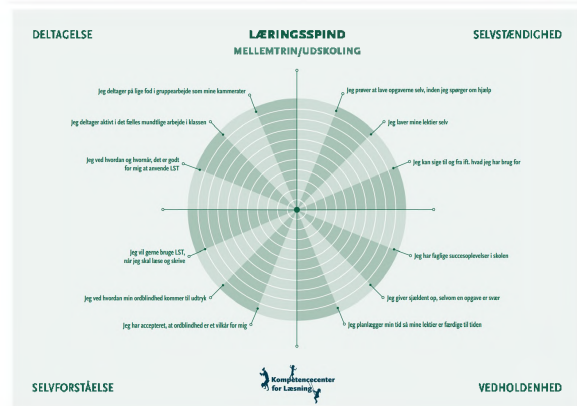 DELTAGELSE
LÆRINGSSPIND
SELVSTÆNDIGHED
MELLEMTRIN/UDSKOLING
Jeg deltager på lige fod i gruppearbejde som mine kammerater
Jeg prøver at lave opgaverne selv, inden jeg spørger om hjælp
Jeg deltager aktivt i det fælles mundtlige arbejde i klassen
Jeg laver mine lektier selv
Jeg ved hvordan og hvornår, det er godt
for mig at anvende LST
Jeg kan sige til og fra ift. hvad jeg har brug for
Jeg vil gerne bruge LST,
når jeg skal læse og skrive
Jeg har faglige succesoplevelser i skolen
Jeg ved hvordan min ordblindhed kommer til udtryk
Jeg giver sjældent op, selvom en opgave er svær
Jeg har accepteret, at ordblindhed er et vilkår for mig
Jeg planlægger min tid så mine lektier er færdige til tiden
Kompetencecenter
for Læsning
SELVFORSTÅELSE
VEDHOLDENHED